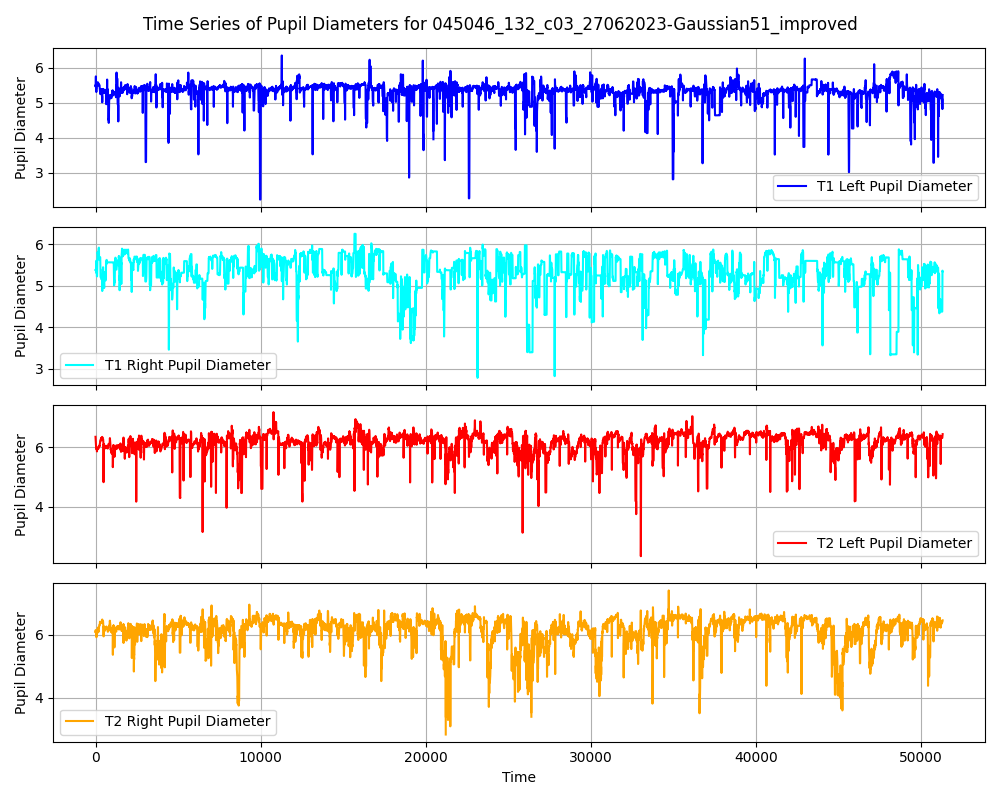 Time Series of Pupil Diameters for 045046_132_c03_27062023-Gaussian51_improved
Pupil Diameter
6
5
4
3
T1 Left Pupil Diameter
Pupil Diameter
6
5
4
3
T1 Right Pupil Diameter
Pupil Diameter
6
4
T2 Left Pupil Diameter
Pupil Diameter
6
4
T2 Right Pupil Diameter
0 10000 20000 30000 40000 50000
Time